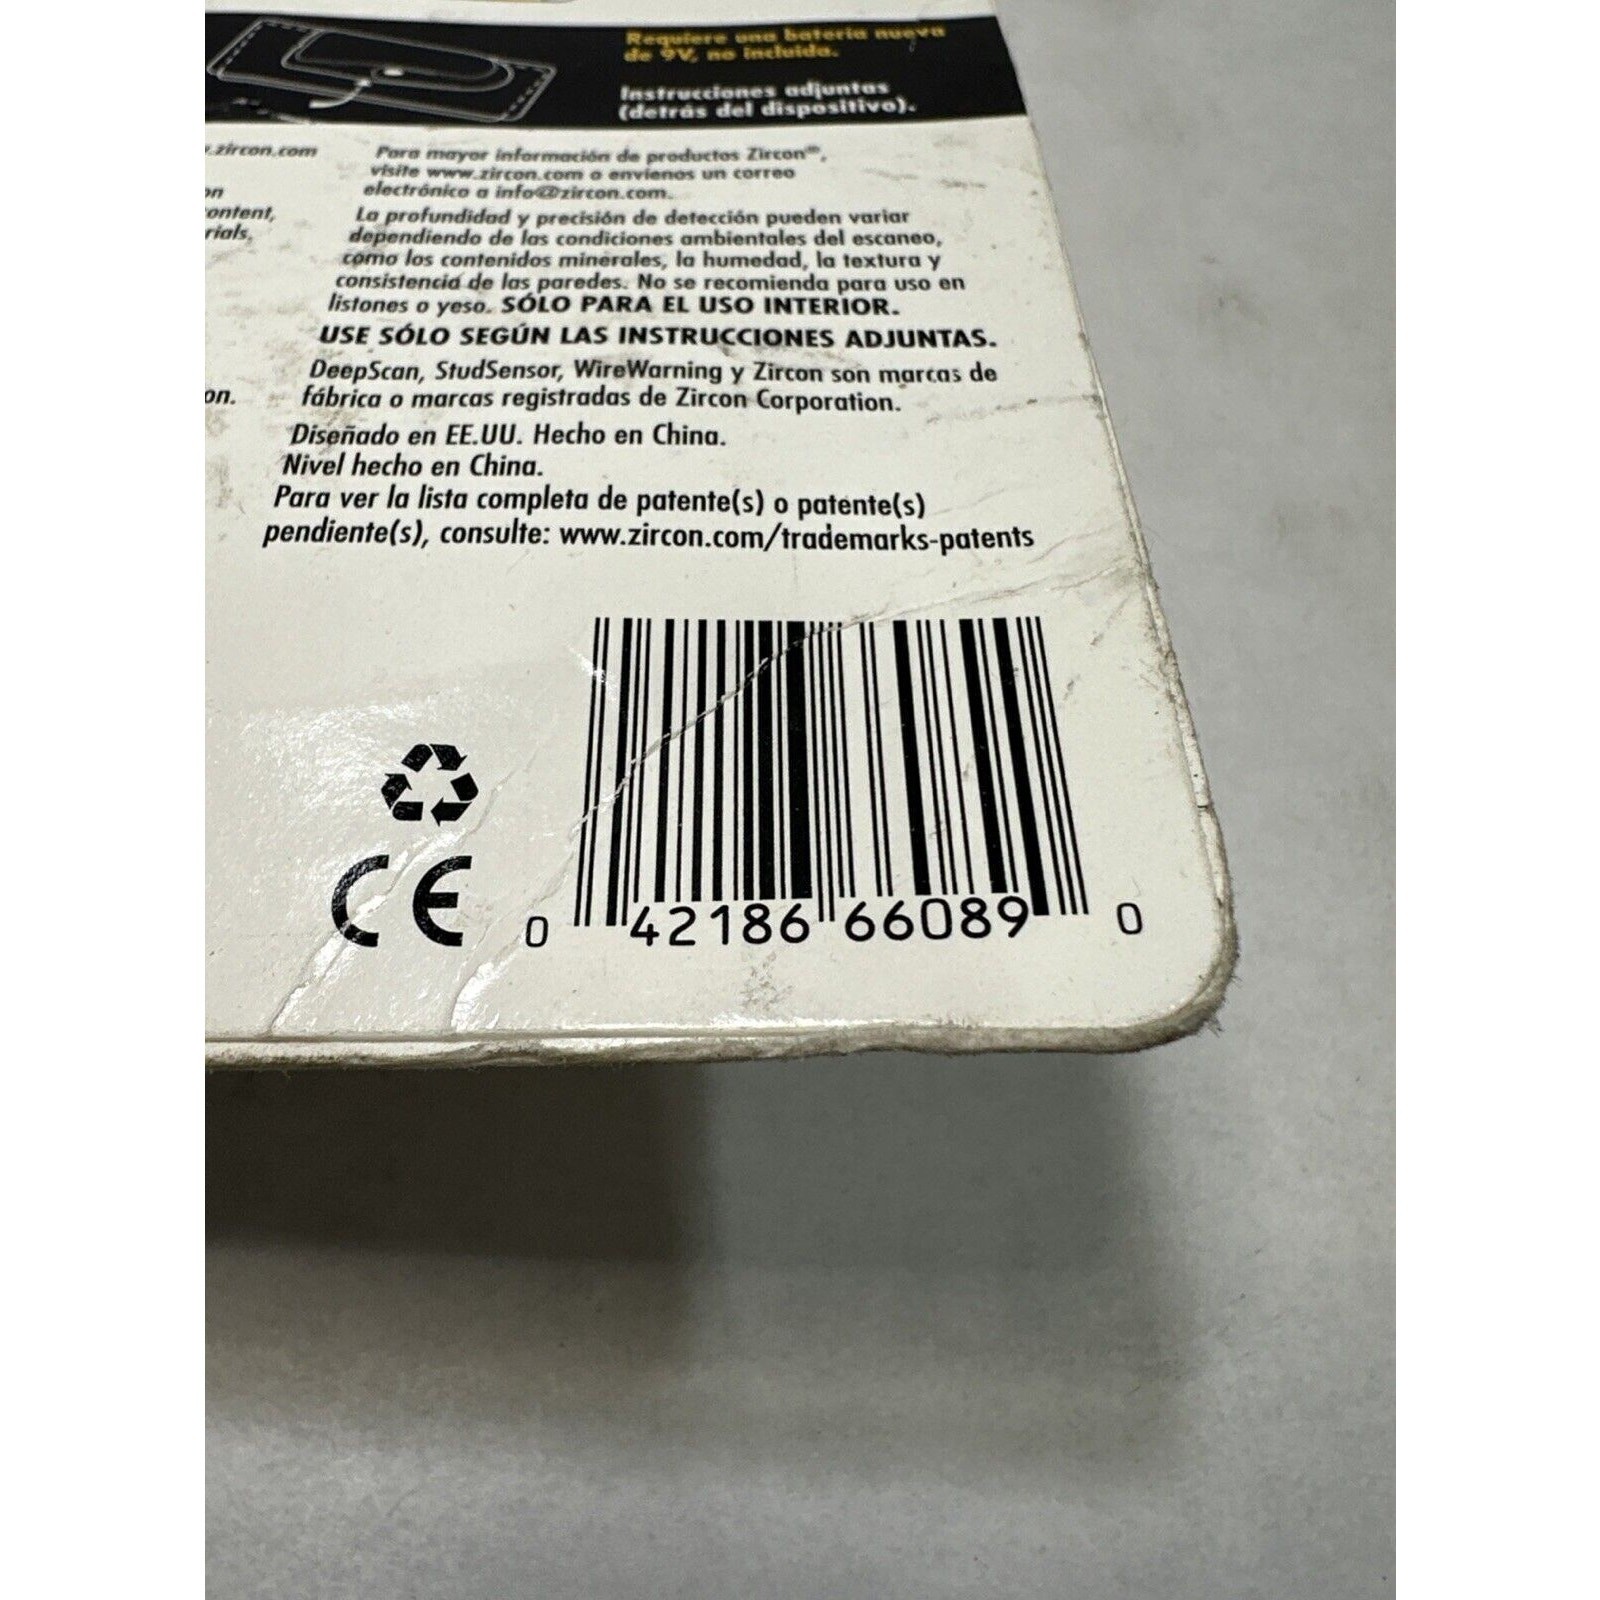 Requiere una batería nueva
de 9V, no incluida.
Instrucciones adjuntas
(detrás del dispositivo).
.zircon.com
on
ontent,
rials,
on.
Para mayor información de productos Zircon®,
visite www.zircon.com o envíenos un correo
electrónico a info@zircon.com.
La profundidad y precisión de detección pueden variar
dependiendo de las condiciones ambientales del escaneo,
como los contenidos minerales, la humedad, la textura y
consistencia de las paredes. No se recomienda para uso en
listones o yeso. SÓLO PARA EL USO INTERIOR.
USE SÓLO SEGÚN LAS INSTRUCCIONES ADJUNTAS.
DeepScan, StudSensor, WireWarning y Zircon son marcas de
fábrica o marcas registradas de Zircon Corporation.
Diseñado en EE.UU. Hecho en China.
Nivel hecho en China.
Para ver la lista completa de patente(s) o patente(s)
pendiente(s), consulte: www.zircon.com/trademarks-patents
CE
0 42186 66089 0